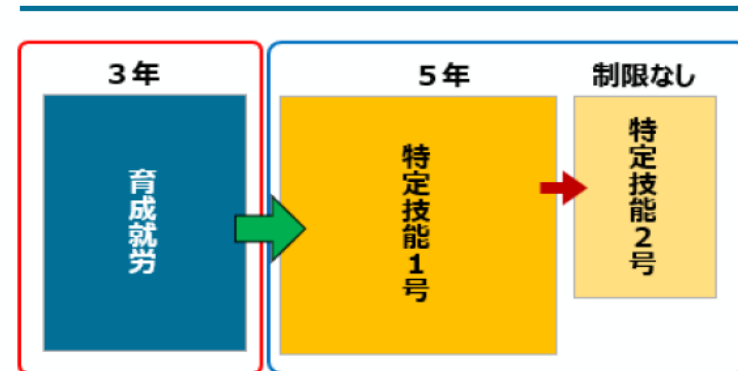 3年
5年
制限なし
育成就労
特定技能1号
特定技能2号